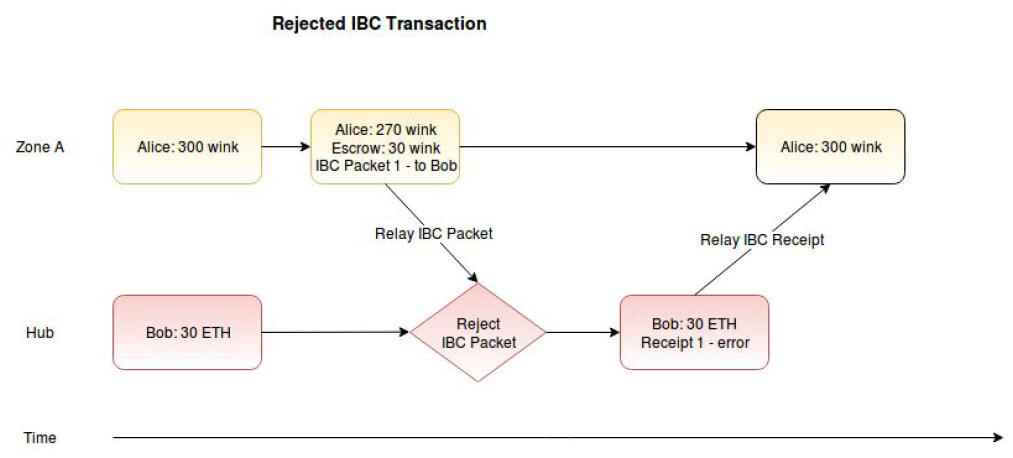 Rejected IBC Transaction
Zone A
Alice: 300 wink
Alice: 270 wink
Escrow: 30 wink
IBC Packet 1 - to Bob
Alice: 300 wink
Relay IBC Packet
Relay IBC Receipt
Hub
Bob: 30 ETH
Reject
IBC Packet
Bob: 30 ETH
Receipt 1 - error
Time